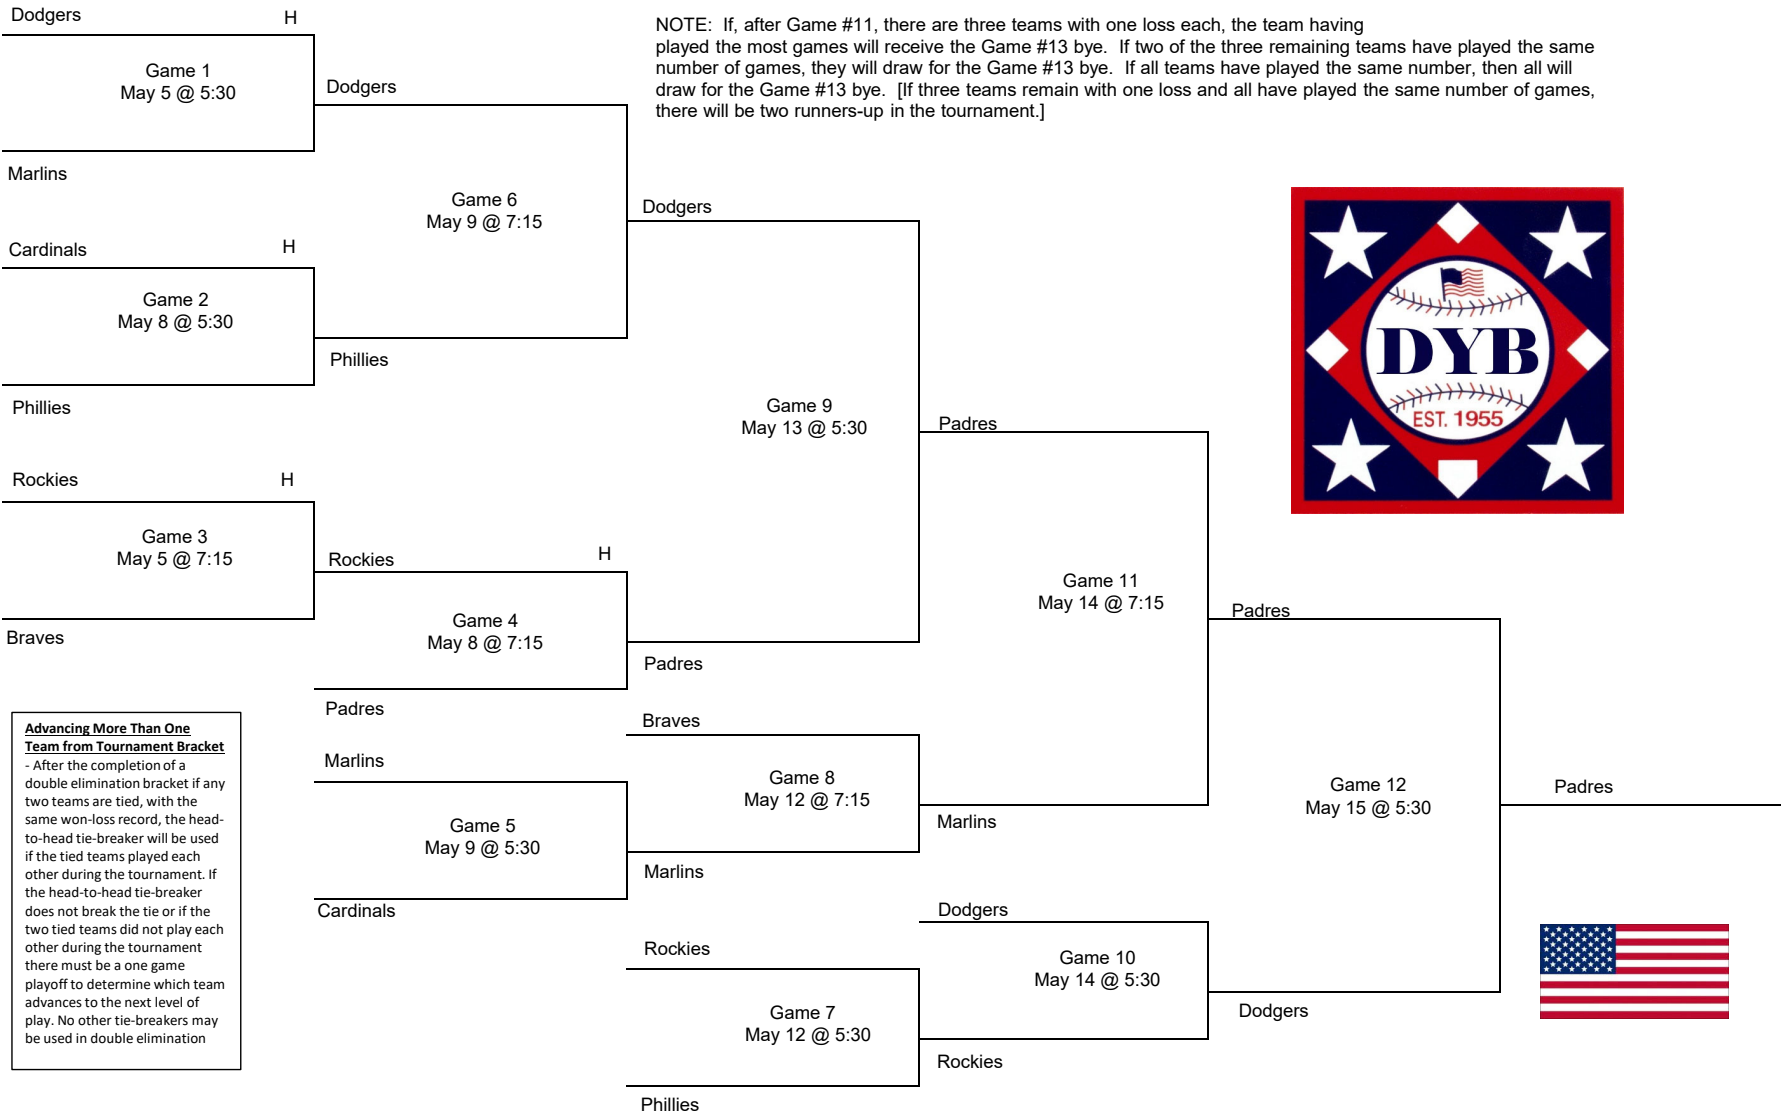 Dodgers H
NOTE: If, after Game #11, there are three teams with one loss each, the team having
played the most games will receive the Game #13 bye. If two of the three remaining teams have played the same
number of games, they will draw for the Game #13 bye. If all teams have played the same number, then all will
draw for the Game #13 bye. [If three teams remain with one loss and all have played the same number of games,
there will be two runners-up in the tournament.]
Game 1
May 5 @ 5:30
Dodgers
Marlins
Game 6
May 9 @ 7:15
Dodgers
Cardinals H
Game 2
May 8 @ 5:30
Phillies
Phillies
DYB
EST. 1955
Game 9
May 13 @ 5:30
Padres
Rockies H
Game 3
May 5 @ 7:15
Rockies H
Braves
Game 4
May 8 @ 7:15
Game 11
May 14 @ 7:15
Padres
Padres
Padres
Braves
Advancing More Than One
Team from Tournament Bracket
- After the completion of a
double elimination bracket if any
two teams are tied, with the
same won-loss record, the head-
to-head tie-breaker will be used
if the tied teams played each
other during the tournament. If
the head-to-head tie-breaker
does not break the tie or if the
two tied teams did not play each
other during the tournament
there must be a one game
playoff to determine which team
advances to the next level of
play. No other tie-breakers may
be used in double elimination
Marlins
Game 8
May 12 @ 7:15
Game 12
May 15 @ 5:30
Padres
Game 5
May 9 @ 5:30
Marlins
Marlins
Cardinals
Dodgers
Rockies
Game 10
May 14 @ 5:30
Game 7
May 12 @ 5:30
Dodgers
Rockies
Phillies